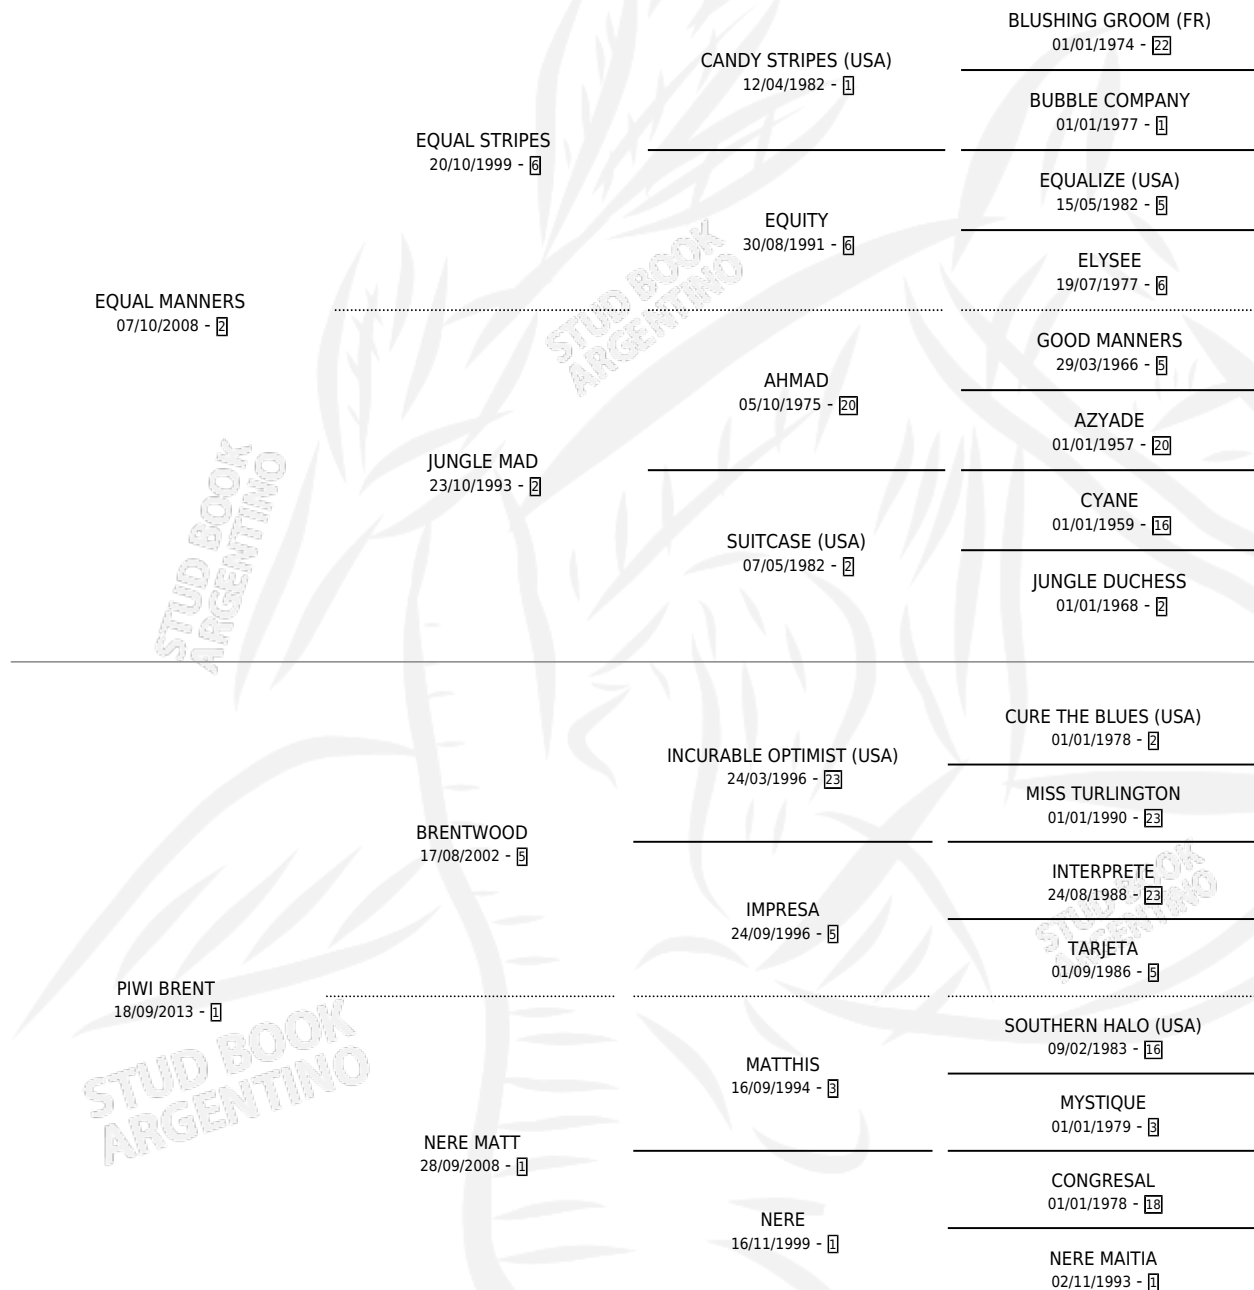 BLUSHING GROOM (FR)
01/01/1974 - 22
CANDY STRIPES (USA)
12/04/1982 - 1
BUBBLE COMPANY
01/01/1977 - 1
EQUAL STRIPES
20/10/1999 - 6
EQUALIZE (USA)
15/05/1982 - 5
EQUITY
30/08/1991 - 6
ELYSEE
19/07/1977 - 6
EQUAL MANNERS
07/10/2008 - 2
GOOD MANNERS
29/03/1966 - 5
AHMAD
05/10/1975 - 20
AZYADE
01/01/1957 - 20
JUNGLE MAD
23/10/1993 - 2
CYANE
01/01/1959 - 16
SUITCASE (USA)
07/05/1982 - 2
JUNGLE DUCHESS
01/01/1968 - 2
CURE THE BLUES (USA)
01/01/1978 - 2
INCURABLE OPTIMIST (USA)
24/03/1996 - 23
MISS TURLINGTON
01/01/1990 - 23
BRENTWOOD
17/08/2002 - 5
INTERPRETE
24/08/1988 - 23
IMPRESA
24/09/1996 - 5
TARJETA
01/09/1986 - 5
PIWI BRENT
18/09/2013 - 1
SOUTHERN HALO (USA)
09/02/1983 - 16
MATTHIS
16/09/1994 - 3
MYSTIQUE
01/01/1979 - 3
NERE MATT
28/09/2008 - 1
CONGRESAL
01/01/1978 - 18
NERE
16/11/1999 - 1
NERE MAITIA
02/11/1993 - 1
STUD BOOK
ARGENTINO
STUD BOOK
ARGENTINO
STUD BOOK
ARGENTINO
STUD BOOK
ARGENTINO